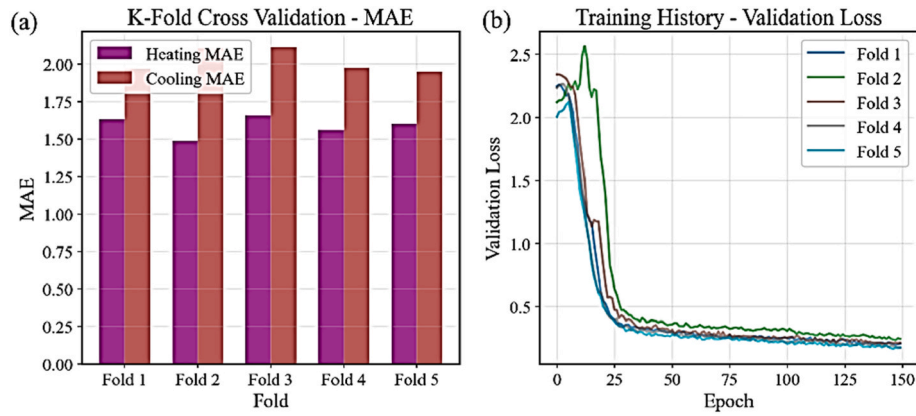 (a)
K-Fold Cross Validation - MAE
Heating MAE
Cooling MAE
2.00
1.75
1.50
1.25
1.00
0.75
0.50
0.25
0.00
MAE
Fold 1 Fold 2 Fold 3 Fold 4 Fold 5
Fold
(b)
Training History - Validation Loss
Fold 1
Fold 2
Fold 3
Fold 4
Fold 5
2.5
2.0
1.5
1.0
0.5
Validation Loss
0 25 50 75 100 125 150
Epoch